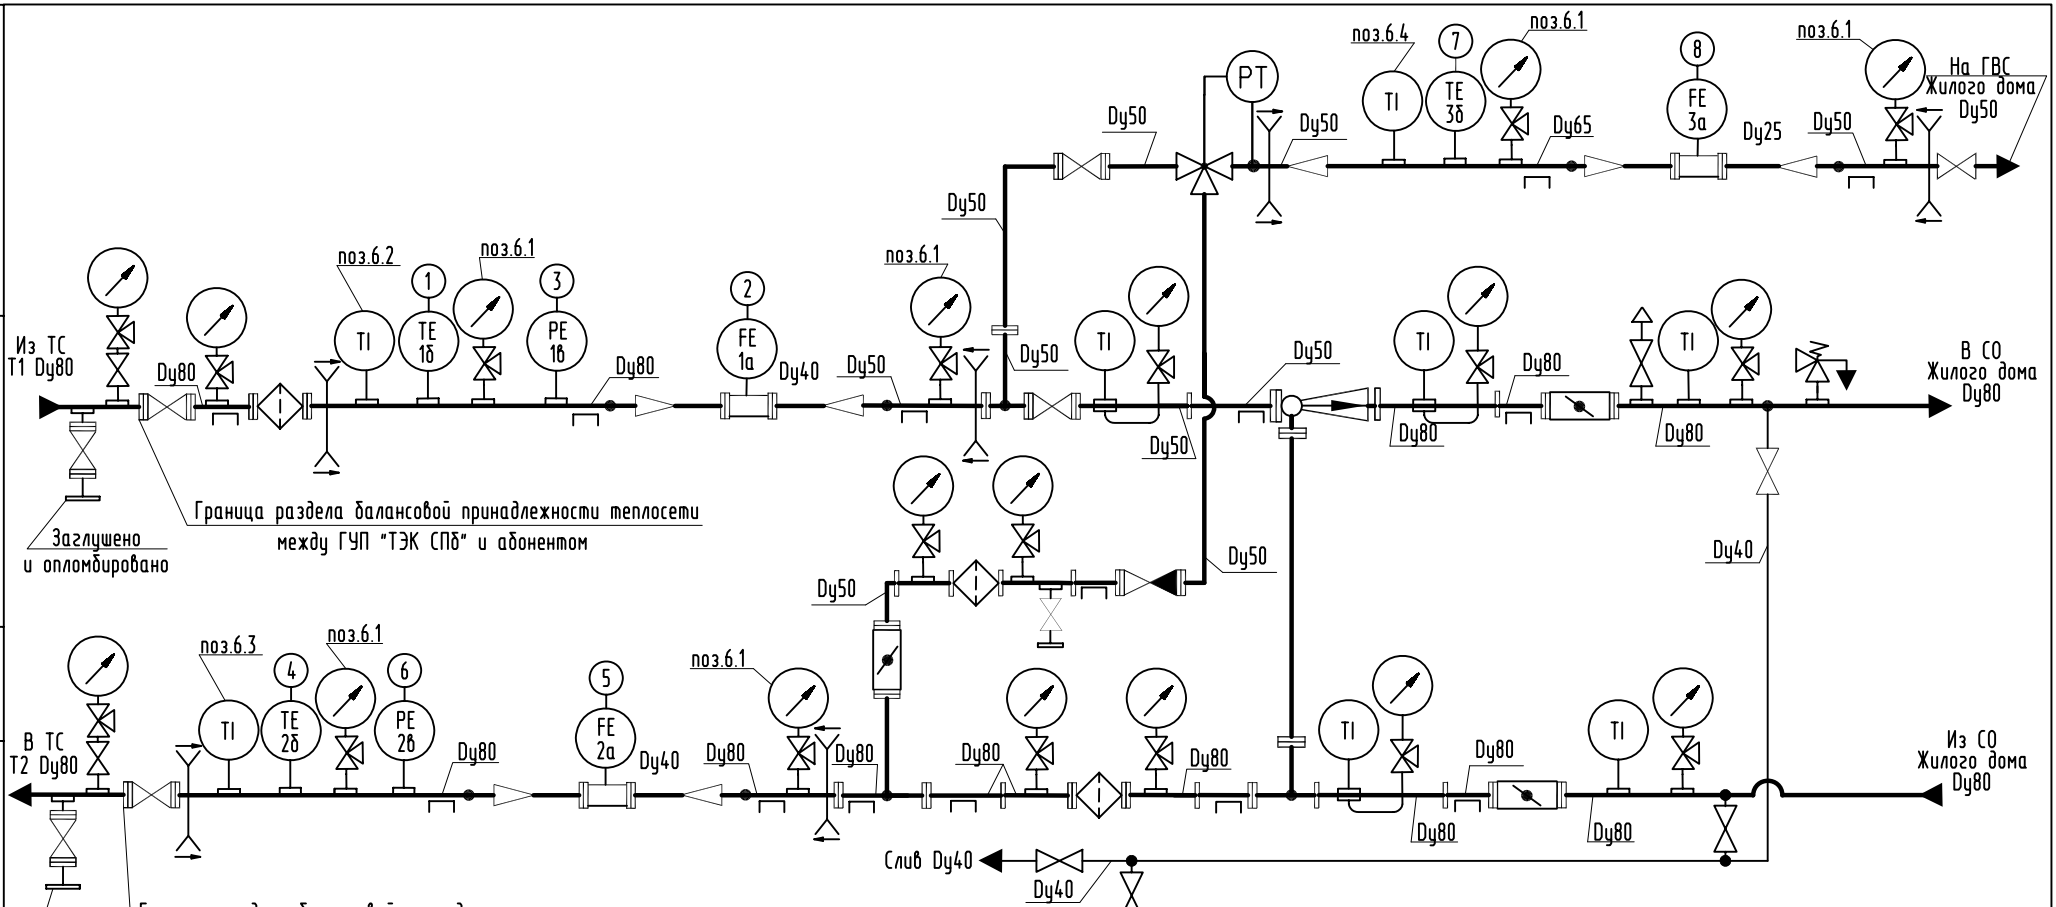 поз.6.4
7
поз.6.1
8
поз.6.1
На ГВС
Жилого дома
Dy50
PT
TI
TE
3б
FE
3а
Dy50
Dy50
Dy65
Dy25
Dy50
Dy50
поз.6.2
1
поз.6.1
3
2
поз.6.1
Из ТС
Т1 Dy80
Dy80
TI
TE
1б
PE
1в
Dy80
FE
1а
Dy40
Dy50
Dy50
TI
Dy50
Dy50
TI
Dy80
Dy80
TI
Dy80
В СО
Жилого дома
Dy80
Граница раздела балансовой принадлежности теплосети
между ГУП "ТЭК СПб" и абонентом
Заглушено
и опломбировано
Dy50
Dy50
Dy40
поз.6.3
4
поз.6.1
6
5
поз.6.1
В ТС
Т2 Dy80
TI
TE
2б
PE
2в
Dy80
FE
2а
Dy40
Dy80
Dy80
Dy80
Dy80
TI
Dy80
Dy80
TI
Dy80
Из СО
Жилого дома
Dy80
Слив Dy40
Dy40